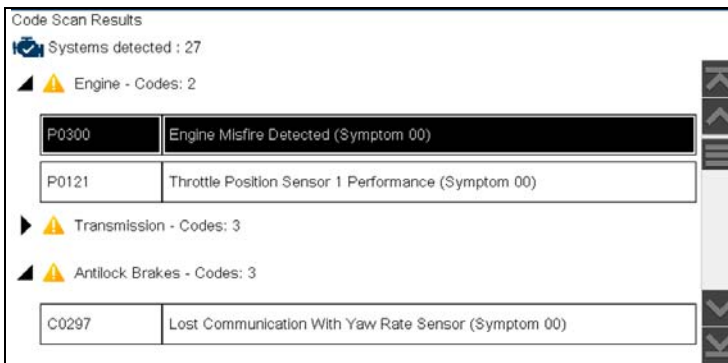 Code Scan Results
Systems detected : 27
Engine - Codes: 2
P0300 Engine Misfire Detected (Symptom 00)
P0121 Throttle Position Sensor 1 Performance (Symptom 00)
Transmission - Codes: 3
Antilock Brakes - Codes: 3
C0297 Lost Communication With Yaw Rate Sensor (Symptom 00)